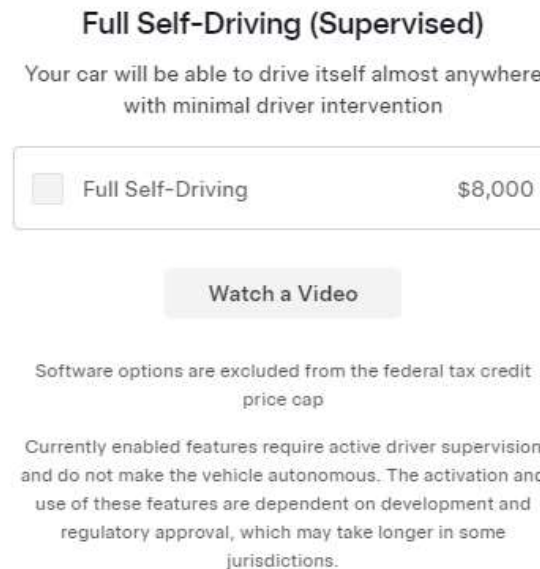 Full Self-Driving (Supervised)
Your car will be able to drive itself almost anywhere
with minimal driver intervention
Full Self-Driving $8,000
Watch a Video
Software options are excluded from the federal tax credit
price cap
Currently enabled features require active driver supervision
and do not make the vehicle autonomous. The activation and
use of these features are dependent on development and
regulatory approval, which may take longer in some
jurisdictions.